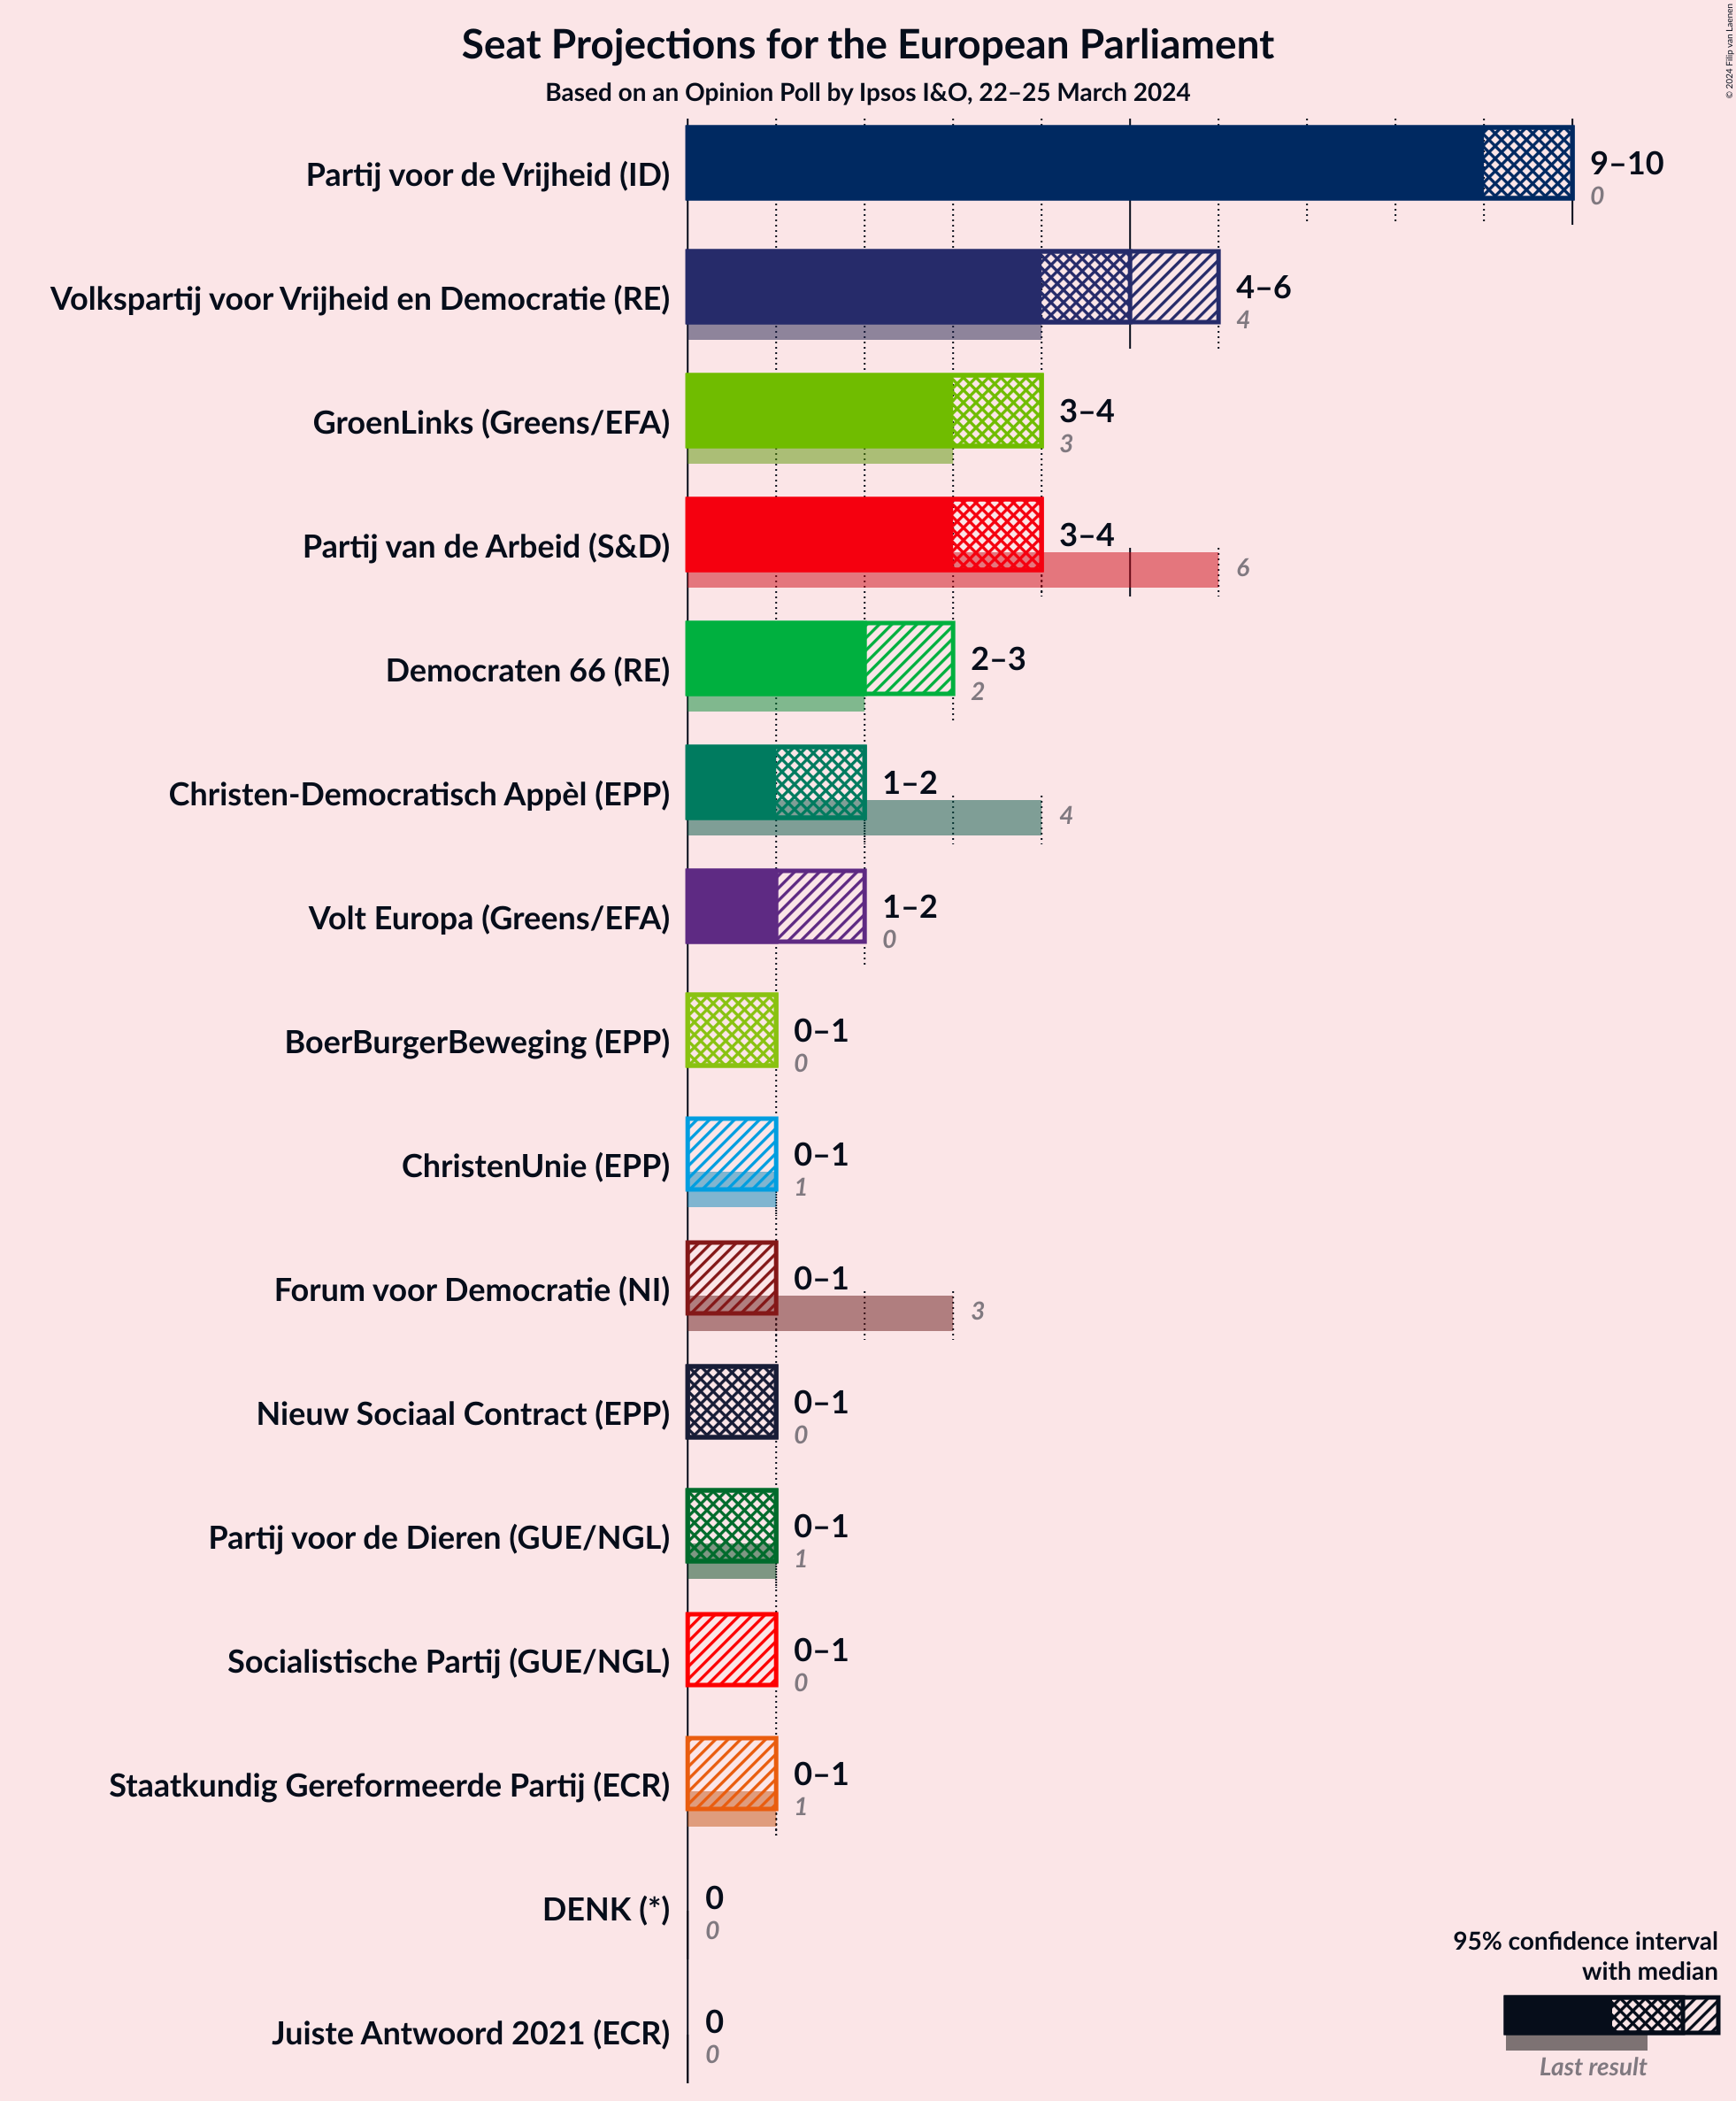 Seat Projections for the European Parliament
Based on an Opinion Poll by Ipsos I&O, 22–25 March 2024
© 2024 Filip van Laenen
Partij voor de Vrijheid (ID)
9–10
0
Volkspartij voor Vrijheid en Democratie (RE)
4–6
4
GroenLinks (Greens/EFA)
3–4
3
Partij van de Arbeid (S&D)
3–4
6
Democraten 66 (RE)
2–3
2
Christen-Democratisch Appèl (EPP)
1–2
4
Volt Europa (Greens/EFA)
1–2
0
BoerBurgerBeweging (EPP)
0–1
0
ChristenUnie (EPP)
0–1
1
Forum voor Democratie (NI)
0–1
3
Nieuw Sociaal Contract (EPP)
0–1
0
Partij voor de Dieren (GUE/NGL)
0–1
1
Socialistische Partij (GUE/NGL)
0–1
0
Staatkundig Gereformeerde Partij (ECR)
0–1
1
DENK (*)
0
0
Juiste Antwoord 2021 (ECR)
0
0
95% confidence interval
with median
Last result